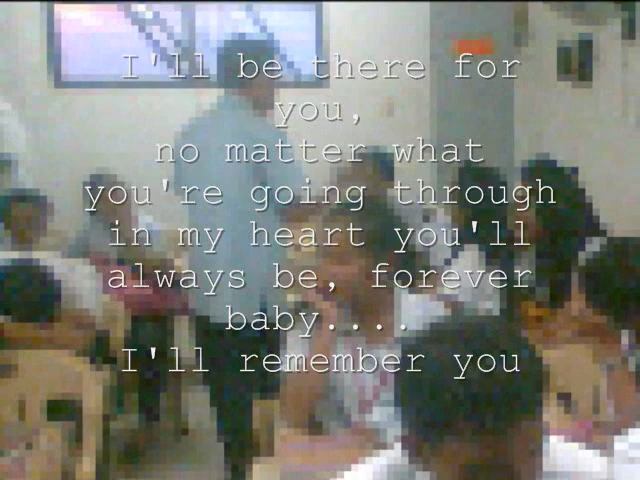 I'll be there for
you,
no matter what
you're going through
in my heart you'll
always be, forever
baby....
I'll remember you